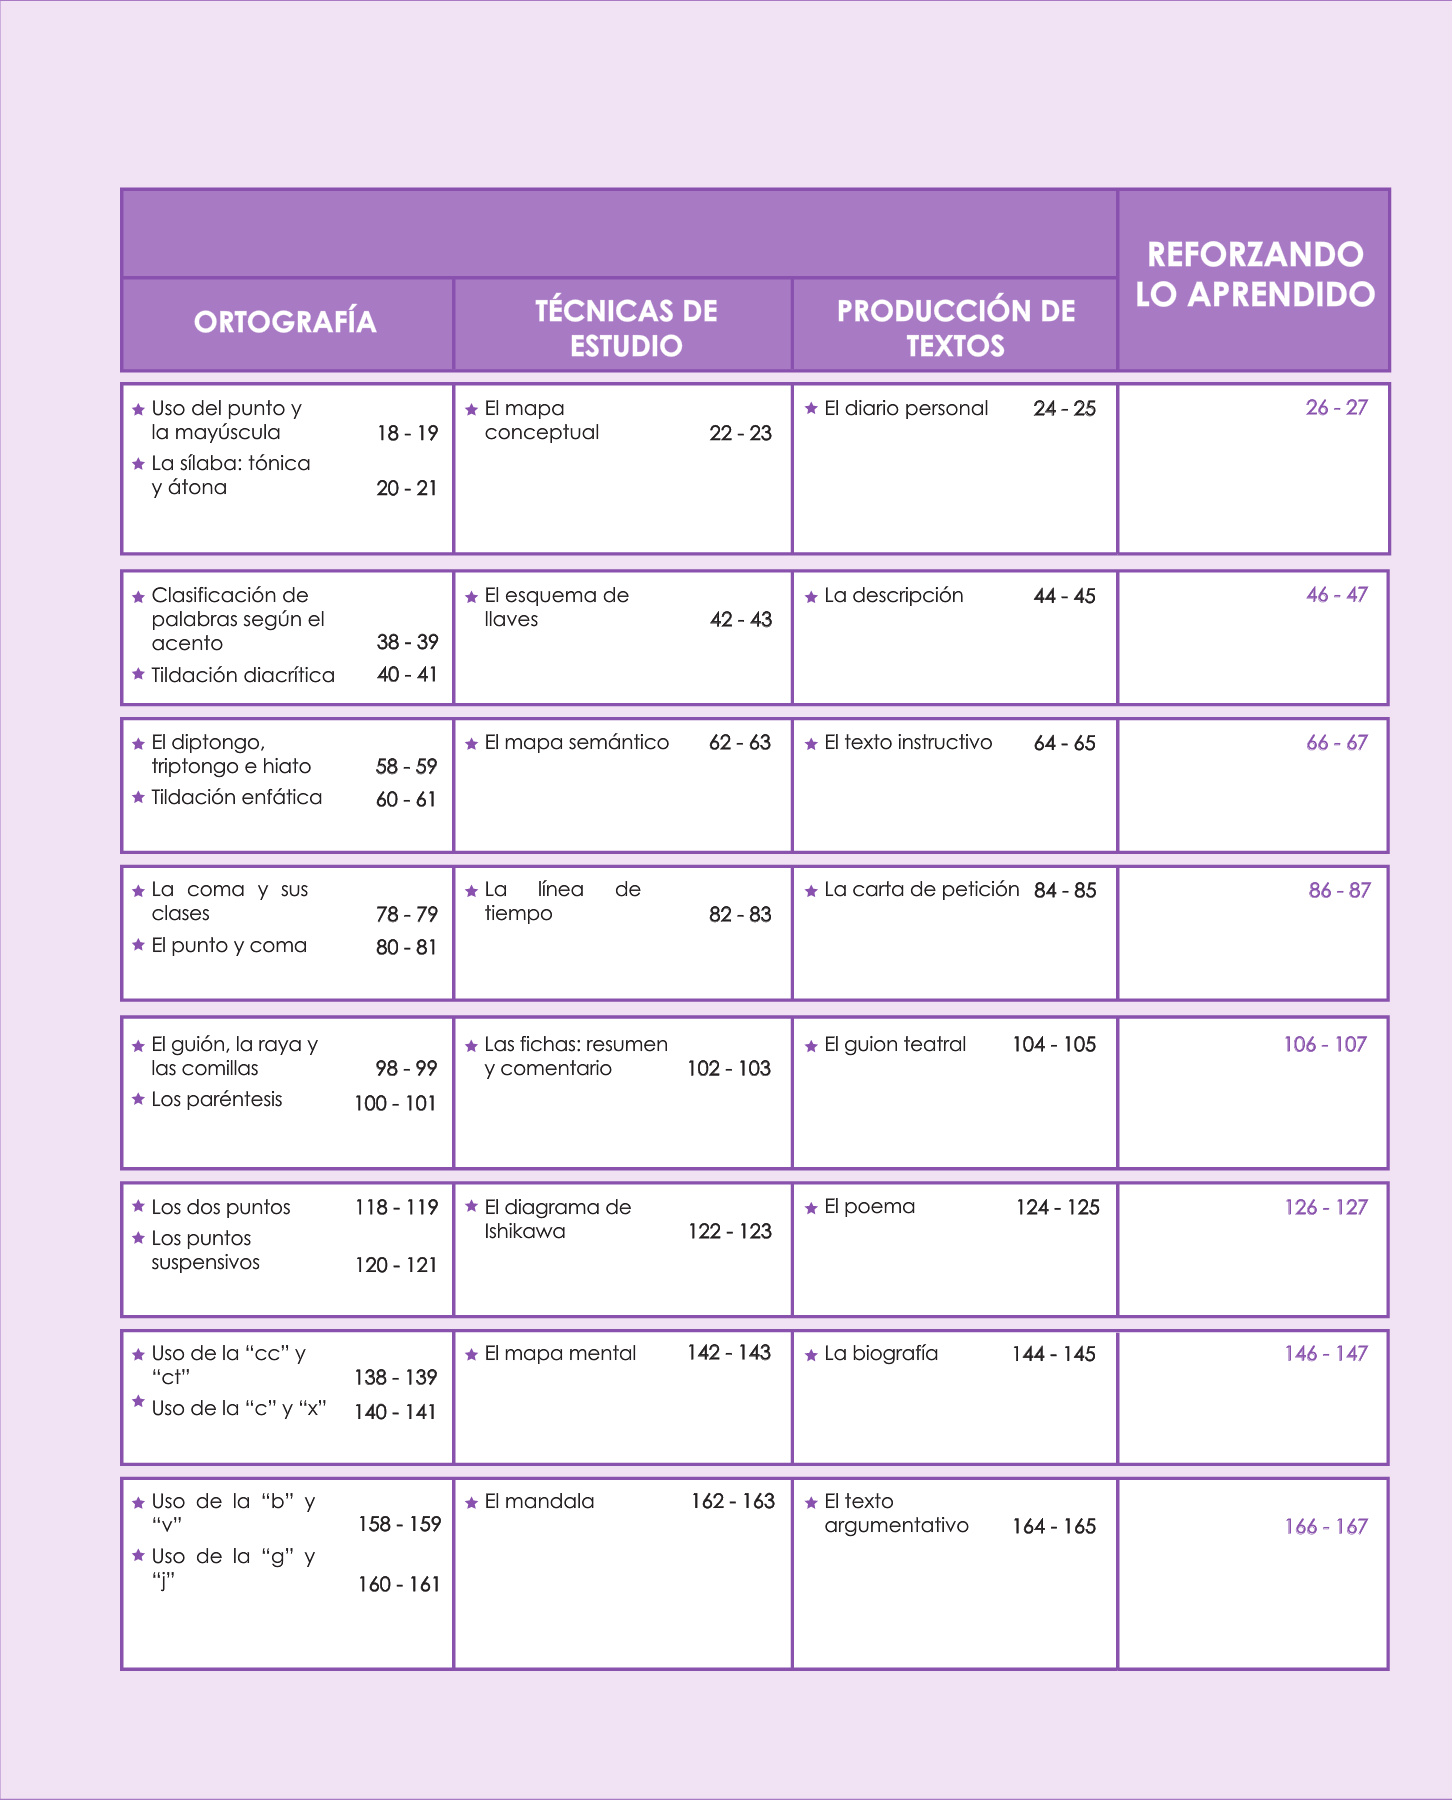 REFORZANDO
LO APRENDIDO
ORTOGRAFÍA
TÉCNICAS DE
ESTUDIO
PRODUCCIÓN DE
TEXTOS
Uso del punto y
la mayúscula 18 - 19
La sílaba: tónica
y átona 20 - 21
El mapa
conceptual 22 - 23
El diario personal 24 - 25
26 - 27
Clasificación de
palabras según el
acento 38 - 39
Tildación diacrítica 40 - 41
El esquema de
llaves 42 - 43
La descripción 44 - 45
46 - 47
El diptongo,
triptongo e hiato 58 - 59
Tildación enfática 60 - 61
El mapa semántico 62 - 63
El texto instructivo 64 - 65
66 - 67
La coma y sus
clases 78 - 79
El punto y coma 80 - 81
La línea de
tiempo 82 - 83
La carta de petición 84 - 85
86 - 87
El guión, la raya y
las comillas 98 - 99
Los paréntesis 100 - 101
Las fichas: resumen
y comentario 102 - 103
El guion teatral 104 - 105
106 - 107
Los dos puntos 118 - 119
Los puntos
suspensivos 120 - 121
El diagrama de
Ishikawa 122 - 123
El poema 124 - 125
126 - 127
Uso de la “cc” y
“ct” 138 - 139
Uso de la “c” y “x” 140 - 141
El mapa mental 142 - 143
La biografía 144 - 145
146 - 147
Uso de la “b” y
“v” 158 - 159
Uso de la “g” y
“j” 160 - 161
El mandala 162 - 163
El texto
argumentativo 164 - 165
166 - 167